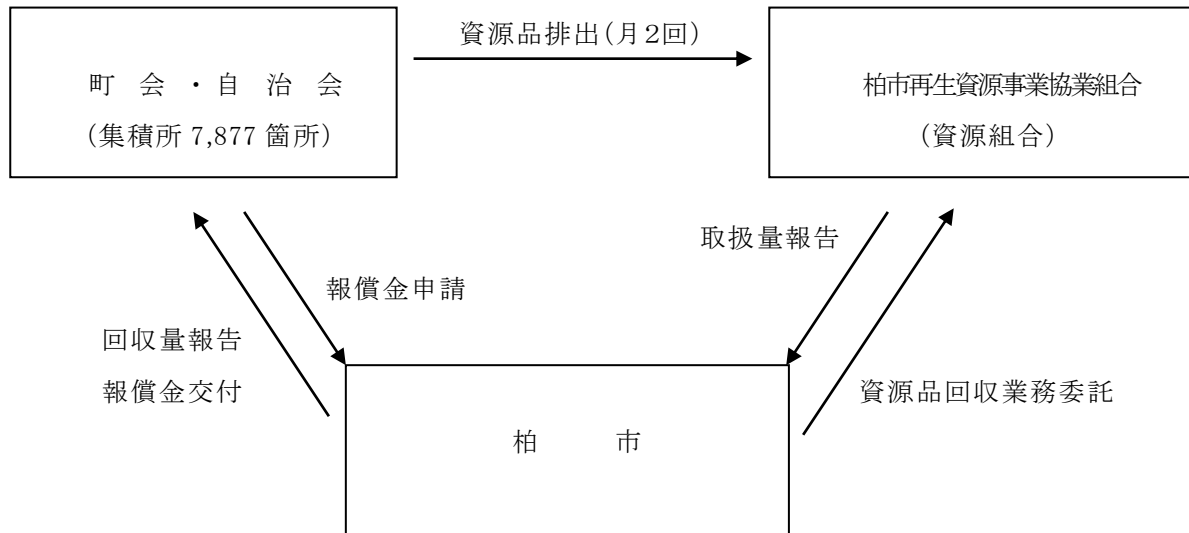 資源品排出(月2回)
町会・自治会
(集積所 7,877 箇所)
柏市再生資源事業協業組合
(資源組合)
取扱量報告
報償金申請
回収量報告
報償金交付
資源品回収業務委託
柏市